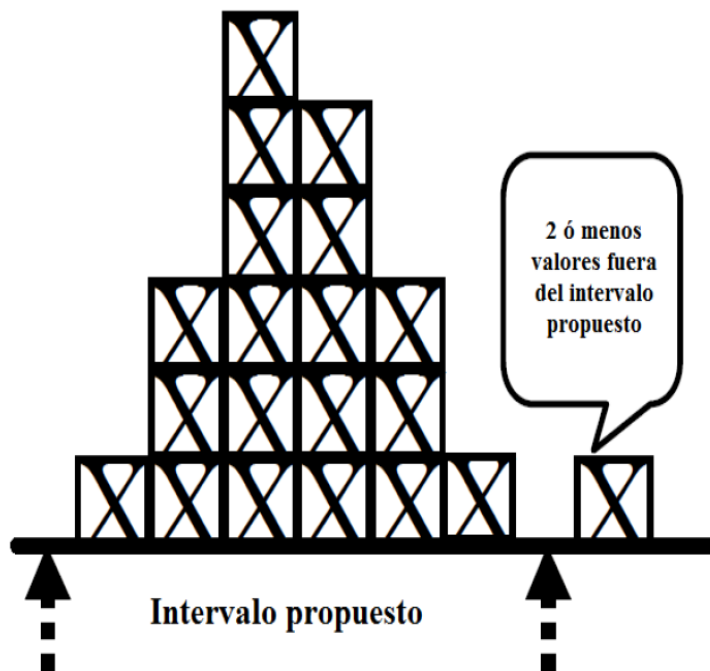 2 ó menos
valores fuera
del intervalo
propuesto
Intervalo propuesto